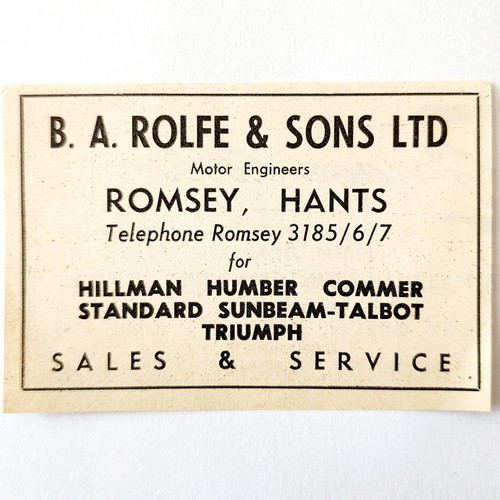 B. A. ROLFE & SONS LTD
Motor Engineers
ROMSEY, HANTS
Telephone Romsey 3185/6/7
for
HILLMAN HUMBER COMMER
STANDARD SUNBEAM-TALBOT
TRIUMPH
SALES & SERVICE